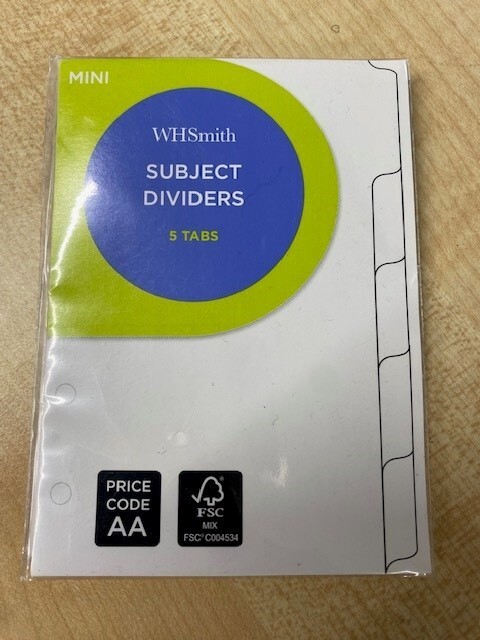 MINI
WHSmith
SUBJECT
DIVIDERS
5 TABS
PRICE
CODE
AA
FSC
MIX
FSC® C004534